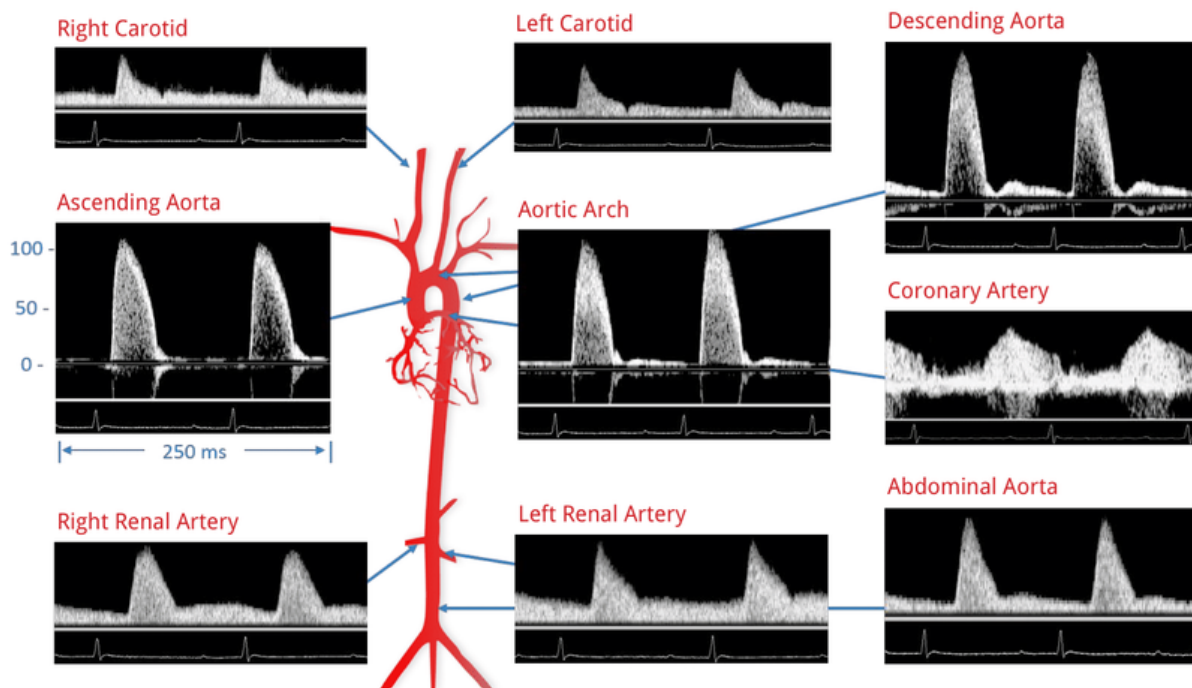 Right Carotid
Left Carotid
Descending Aorta
Ascending Aorta
Aortic Arch
100 -
50 -
0 -
Coronary Artery
250 ms
Right Renal Artery
Left Renal Artery
Abdominal Aorta